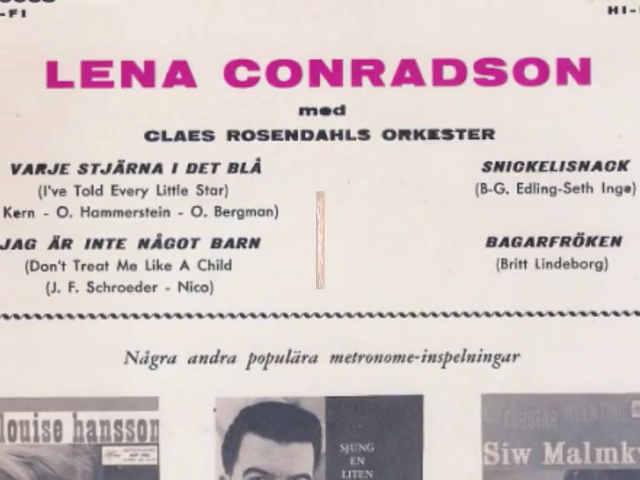 -FI
HI-
LENA CONRADSON
med
CLAES ROSENDAHLS ORKESTER
VARJE STJÄRNA I DET BLÅ
(I've Told Every Little Star)
Kern - O. Hammerstein - O. Bergman)
JAG ÄR INTE NÅGOT BARN
(Don't Treat Me Like A Child
(J. F. Schroeder - Nico)
SNICKELISNACK
(B-G. Edling-Seth Inge)
BAGARFRÖKEN
(Britt Lindeborg)
Några andra populära metronome-inspelningar
louise hansson
SJUNG
EN
LITEN
Siw Malmk